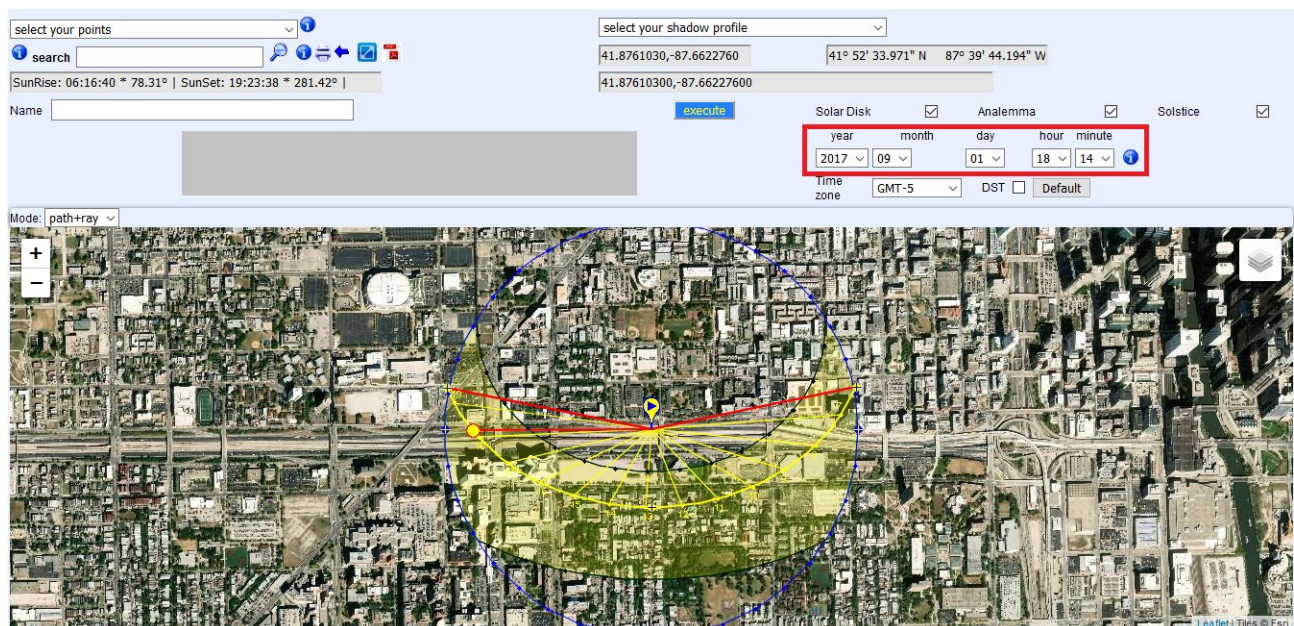 select your points
select your shadow profile
search
41.8761030,-87.6622760
41° 52' 33.971" N 87° 39' 44.194" W
SunRise: 06:16:40 * 78.31° | SunSet: 19:23:38 * 281.42° |
41.87610300,-87.66227600
Name
execute
Solar Disk
Analemma
Solstice
year month day hour minute
2017 09 01 18 14
Time zone
GMT-5
DST
Default
Mode: path+ray
+
−
11
Leaflet | Tiles © Esri